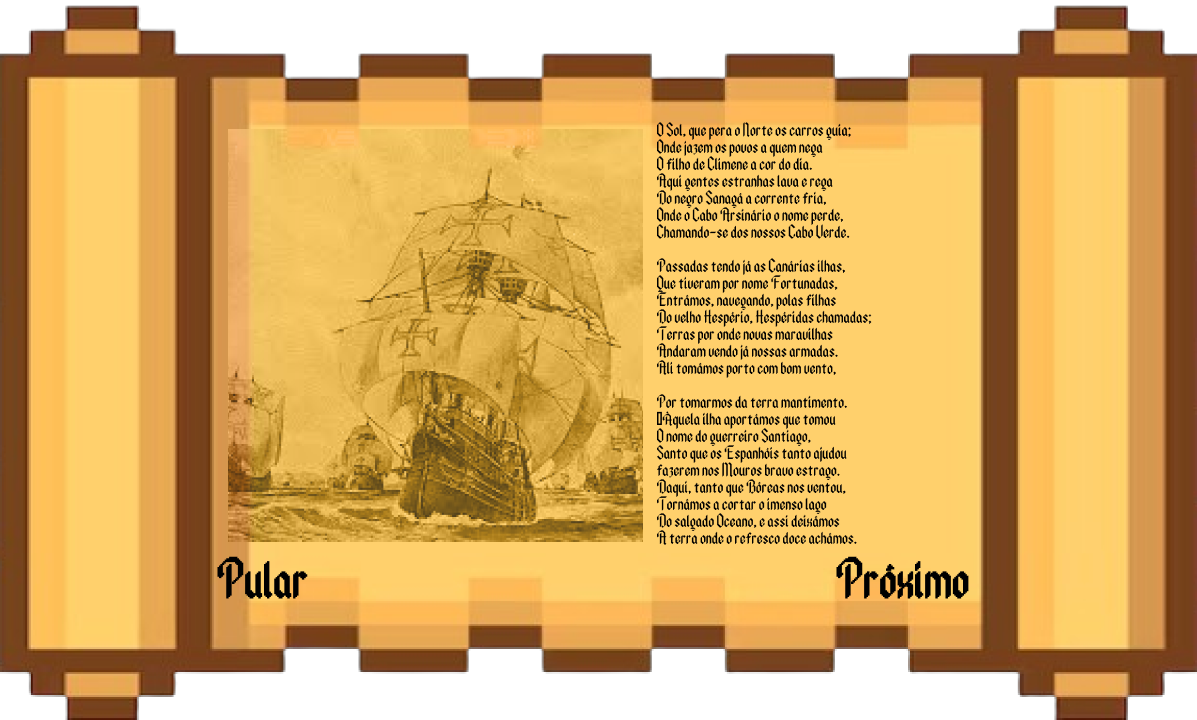 O Sol, que pera o Norte os carros guia;
Onde jazem os povos a quem nega
O filho de Clímene a cor do dia.
Aqui gentes estranhas lava e rega
Do negro Sanagá a corrente fria,
Onde o Cabo Arsinário o nome perde,
Chamando-se dos nossos Cabo Verde.

Passadas tendo já as Canárias ilhas,
Que tiveram por nome Fortunadas,
Entrámos, navegando, polas filhas
Do velho Hespério, Hespéridas chamadas;
Terras por onde novas maravilhas
Andaram vendo já nossas armadas.
Ali tomámos porto com bom vento,

Por tomarmos da terra mantimento.
Aquela ilha aportámos que tomou
O nome do guerreiro Santiago,
Santo que os Espanhóis tanto ajudou
fazerem nos Mouros bravo estrago.
Daqui, tanto que Bóreas nos ventou,
Tornámos a cortar o imenso lago
Do salgado Oceano, e assi deixámos
A terra onde o refresco doce achámos.
Pular
Próximo